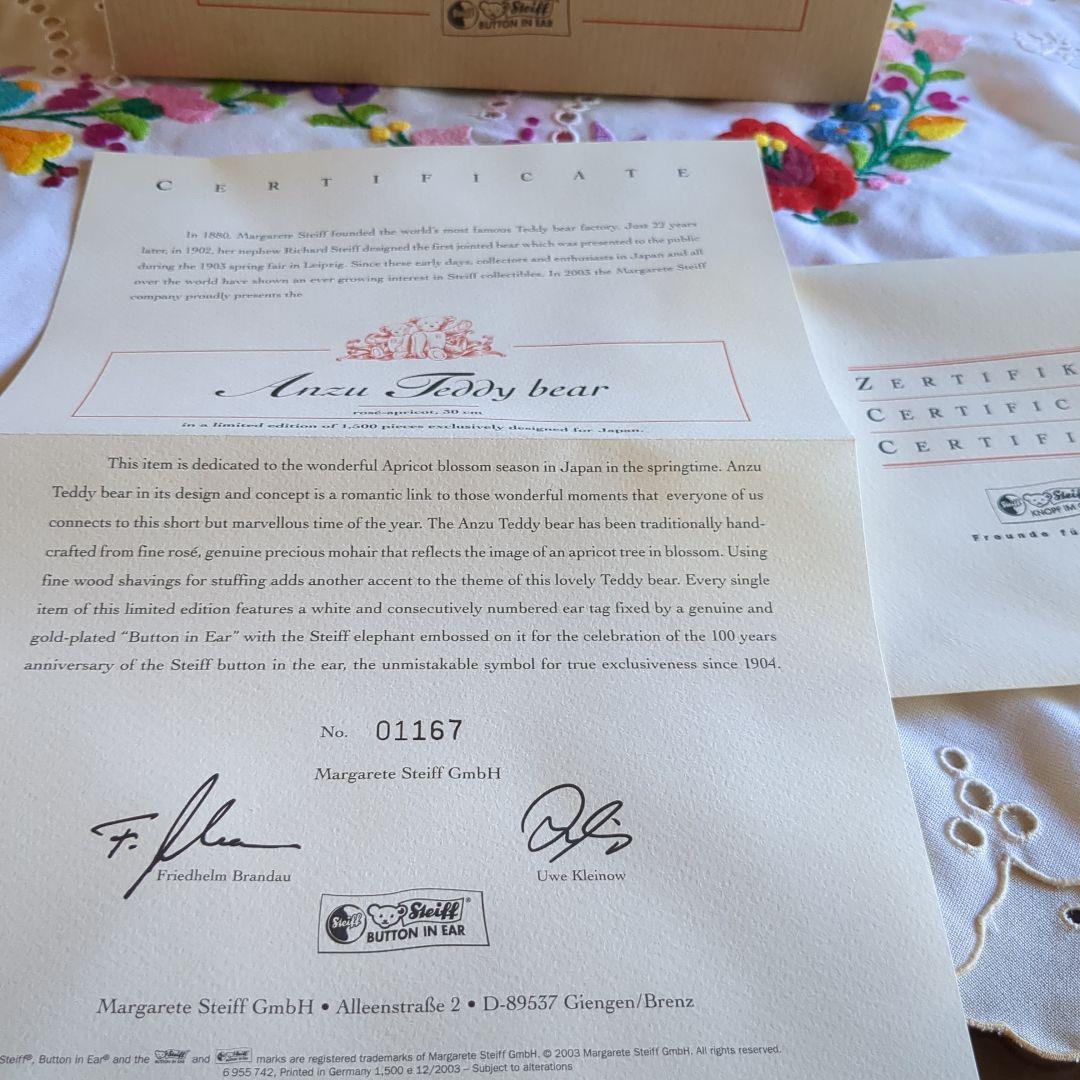 Steiff
BUTTON IN EAR
CERTIFICATE
In 1880, Margarete Steiff founded the world's most famous Teddy bear factory. Just 22 years
later, in 1902, her nephew Richard Steiff designed the first jointed bear which was presented to the public
during the 1903 spring fair in Leipzig. Since these early days, collectors and enthusiasts in Japan and all
over the world have shown an ever growing interest in Steiff collectibles. In 2003 the Margarete Steiff
company proudly presents the
Anzu Teddy bear
rosé-apricot, 30 cm
in a limited edition of 1,500 pieces exclusively designed for Japan.
This item is dedicated to the wonderful Apricot blossom season in Japan in the springtime. Anzu
Teddy bear in its design and concept is a romantic link to those wonderful moments that everyone of us
connects to this short but marvellous time of the year. The Anzu Teddy bear has been traditionally hand-
crafted from fine rosé, genuine precious mohair that reflects the image of an apricot tree in blossom. Using
fine wood shavings for stuffing adds another accent to the theme of this lovely Teddy bear. Every single
item of this limited edition features a white and consecutively numbered ear tag fixed by a genuine and
gold-plated “Button in Ear” with the Steiff elephant embossed on it for the celebration of the 100 years
anniversary of the Steiff button in the ear, the unmistakable symbol for true exclusiveness since 1904.
No. 01167
Margarete Steiff GmbH
Friedhelm Brandau
Uwe Kleinow
Steiff Steiff®
BUTTON IN EAR
Margarete Steiff GmbH • Alleenstraße 2 • D-89537 Giengen/Brenz
Steiff®, Button in Ear® and the and marks are registered trademarks of Margarete Steiff GmbH. © 2003 Margarete Steiff GmbH. All rights reserved.
6 955 742, Printed in Germany 1,500 e 12/2003 – Subject to alterations
ZERTIFIK
CERTIFIC
CERTIFI
Steif
KNOPF IM
Freunde fü